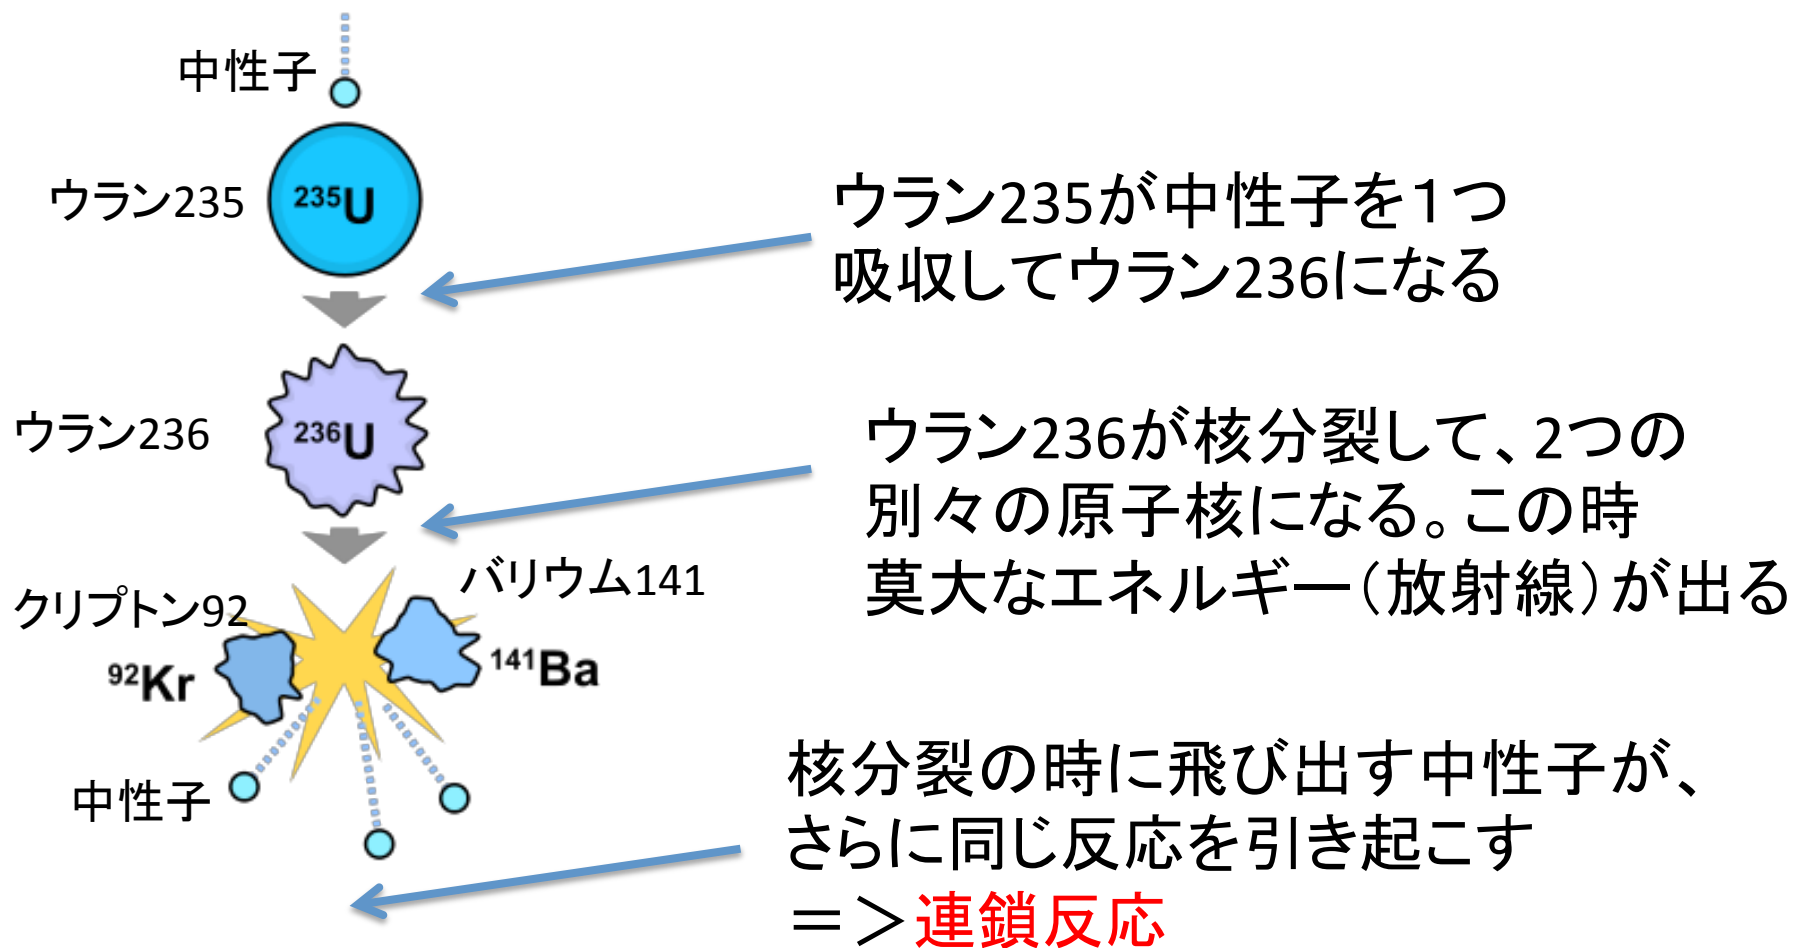 中性子
ウラン235
²³⁵U
ウラン235が中性子を１つ
吸収してウラン236になる
ウラン236
²³⁶U
ウラン236が核分裂して、2つの
別々の原子核になる。この時
莫大なエネルギー（放射線）が出る
バリウム141
クリプトン92
⁹²Kr
¹⁴¹Ba
中性子
核分裂の時に飛び出す中性子が、
さらに同じ反応を引き起こす
＝＞連鎖反応